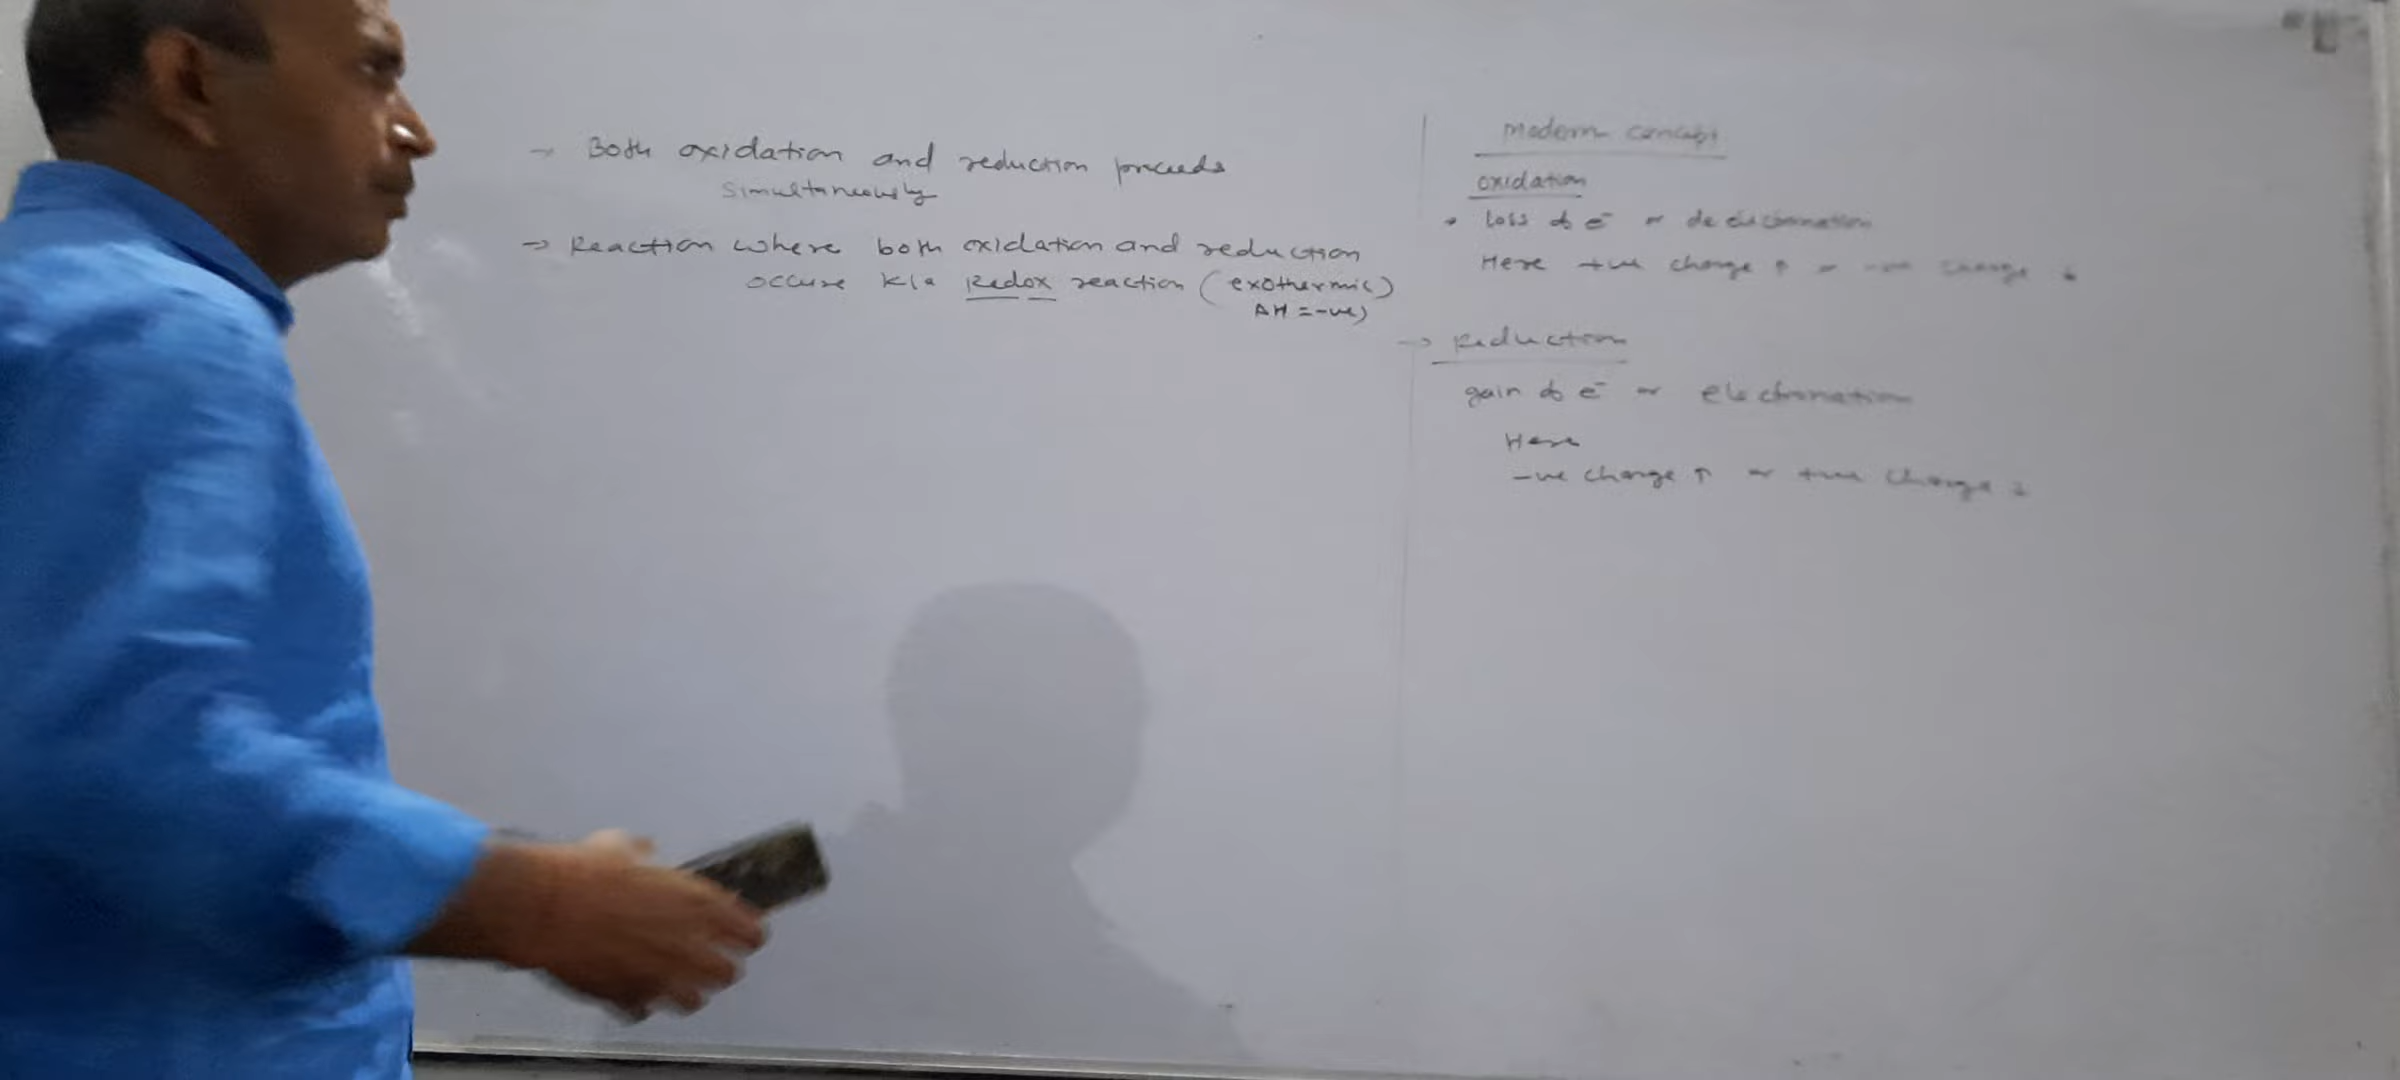 → Both oxidation and reduction proceeds
simultaneously
→ Reaction where both oxidation and reduction
occurs k/a Redox reaction (exothermic)
ΔH = -ve)
modern concept
oxidation
→ loss of e⁻ or de electronation
Here +ve charge ↑ or -ve charge ↓
→ Reduction
gain of e⁻ or electronation
Here
-ve charge ↑ or +ve charge ↓